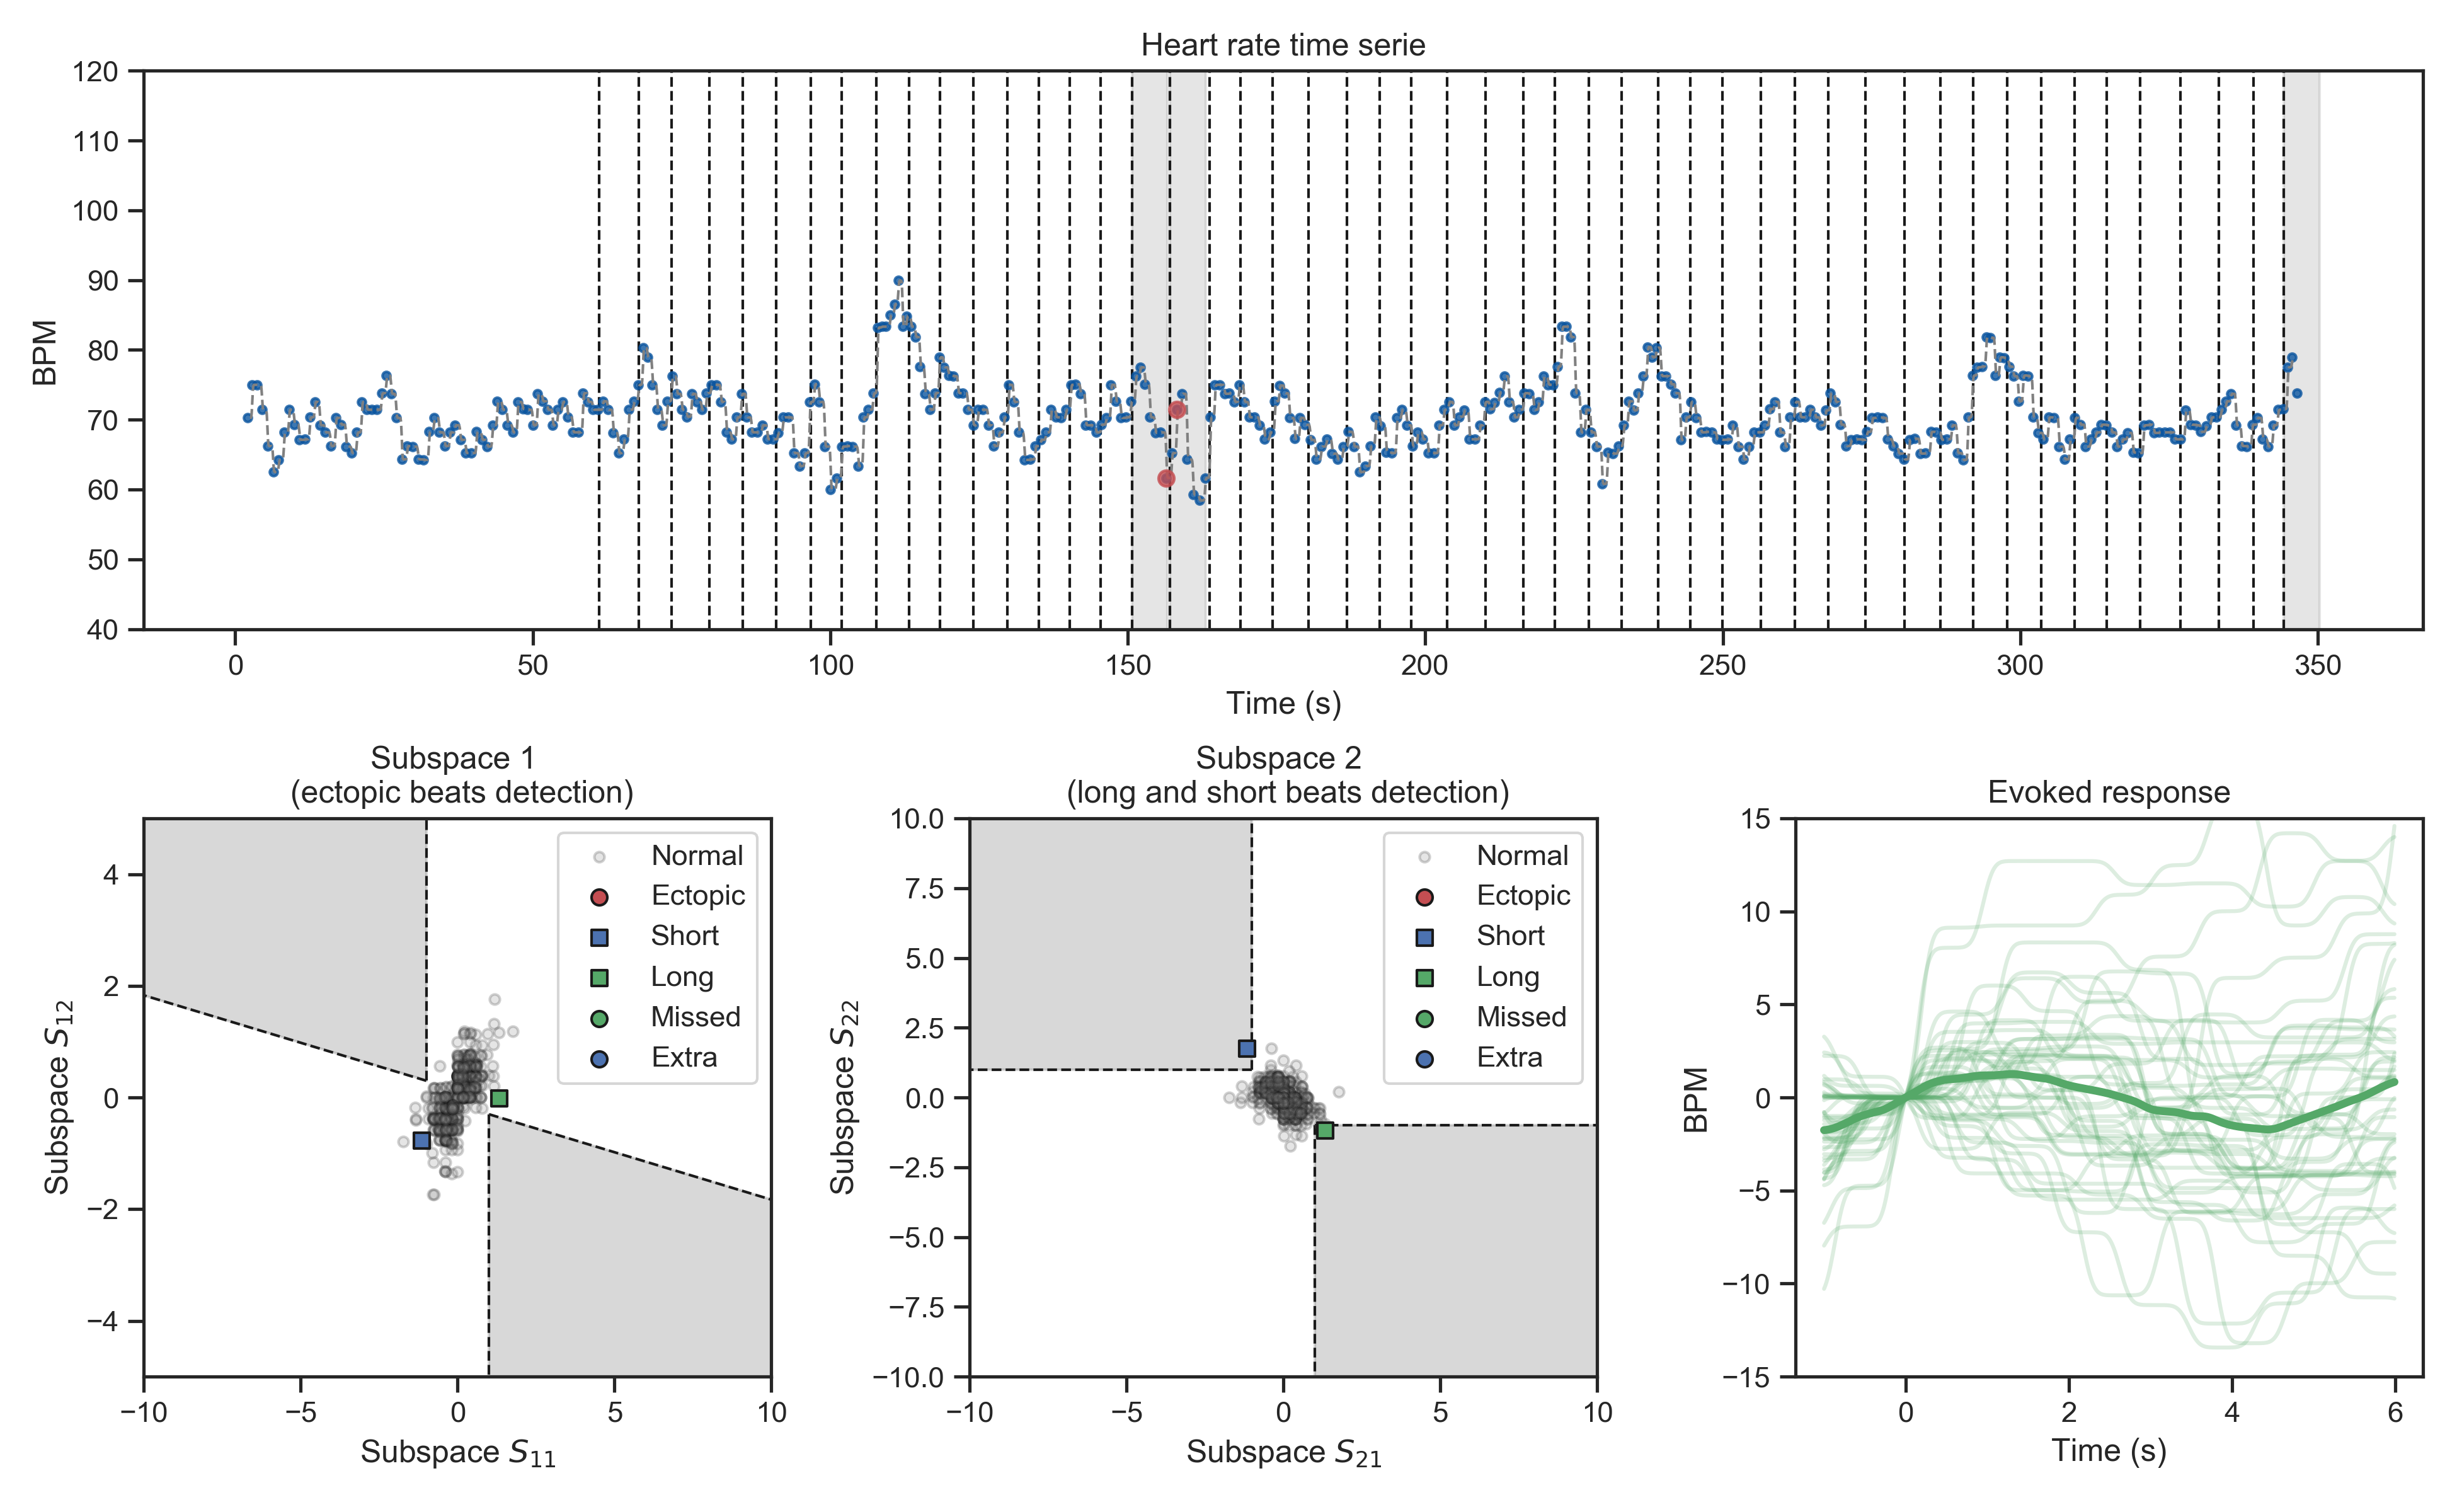 Heart rate time serie
120
110
100
90
80
70
60
50
40
BPM
0 50 100 150 200 250 300 350
Time (s)
Subspace 1
(ectopic beats detection)
4
2
0
−2
−4
Subspace S12
Normal
Ectopic
Short
Long
Missed
Extra
−10 −5 0 5 10
Subspace S11
Subspace 2
(long and short beats detection)
10.0
7.5
5.0
2.5
0.0
−2.5
−5.0
−7.5
−10.0
Subspace S22
Normal
Ectopic
Short
Long
Missed
Extra
−10 −5 0 5 10
Subspace S21
Evoked response
15
10
5
0
−5
−10
−15
BPM
0 2 4 6
Time (s)